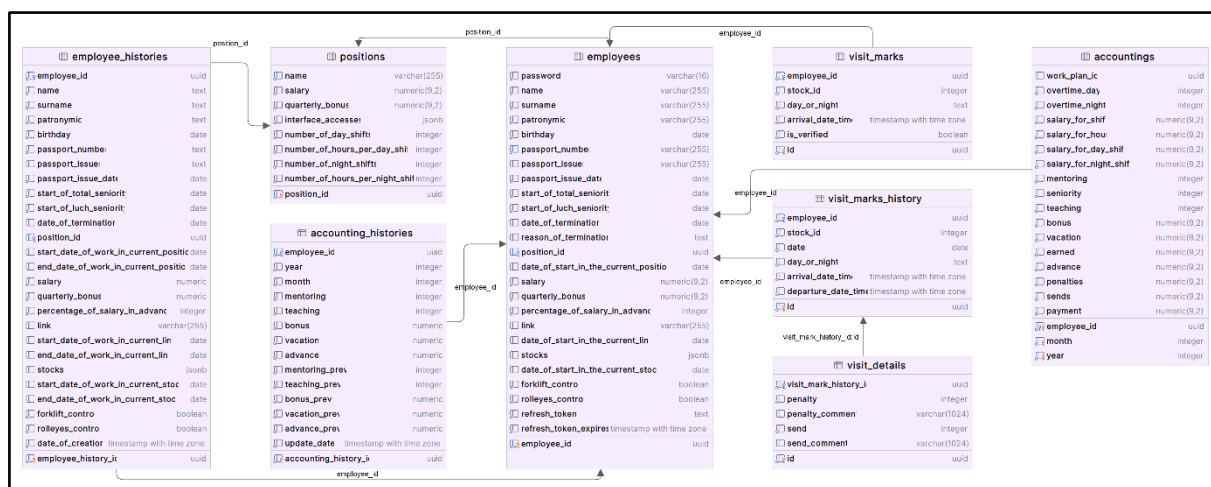 position_id
position_id
employee_id
employee_histories
employee_id uuid
name text
surname text
patronymic text
birthday date
passport_number text
passport_issuer text
passport_issue_date date
start_of_total_seniority date
start_of_luch_seniority date
date_of_termination date
position_id uuid
start_date_of_work_in_current_positio date
end_date_of_work_in_current_positio date
salary numeric
quarterly_bonus numeric
percentage_of_salary_in_advanc integer
link varchar(255)
start_date_of_work_in_current_lin date
end_date_of_work_in_current_lin date
stocks jsonb
start_date_of_work_in_current_stoc date
end_date_of_work_in_current_stoc date
forklift_contro boolean
rolleyes_contro boolean
date_of_creation timestamp with time zone
employee_history_id uuid
positions
name varchar(255)
salary numeric(9,2)
quarterly_bonus numeric(9,2)
interface_accesses jsonb
number_of_day_shifts integer
number_of_hours_per_day_shif integer
number_of_night_shifts integer
number_of_hours_per_night_shif integer
position_id uuid
accounting_histories
employee_id uuid
year integer
month integer
mentoring integer
teaching integer
bonus numeric
vacation numeric
advance numeric
mentoring_prev integer
teaching_prev integer
bonus_prev numeric
vacation_prev numeric
advance_prev numeric
update_date timestamp with time zone
accounting_history_id uuid
employee_id
employees
password varchar(16)
name varchar(255)
surname varchar(255)
patronymic varchar(255)
birthday date
passport_number varchar(255)
passport_issuer varchar(255)
passport_issue_date date
start_of_total_seniority date
start_of_luch_seniority date
date_of_termination date
reason_of_termination text
position_id uuid
date_of_start_in_the_current_positio date
salary numeric(9,2)
quarterly_bonus numeric(9,2)
percentage_of_salary_in_advanc integer
link varchar(255)
date_of_start_in_the_current_lin date
stocks jsonb
date_of_start_in_the_current_stoc date
forklift_contro boolean
rolleyes_contro boolean
refresh_token text
refresh_token_expires timestamp with time zone
employee_id uuid
visit_marks
employee_id uuid
stock_id integer
day_or_night text
arrival_date_time timestamp with time zone
is_verified boolean
id uuid
employee_id
visit_marks_history
employee_id uuid
stock_id integer
date date
day_or_night text
arrival_date_time timestamp with time zone
departure_date_time timestamp with time zone
id uuid
employee_id
visit_mark_history_id:id
visit_details
visit_mark_history_id uuid
penalty integer
penalty_comment varchar(1024)
send integer
send_comment varchar(1024)
id uuid
accountings
work_plan_id uuid
overtime_day integer
overtime_night integer
salary_for_shif numeric(9,2)
salary_for_hour numeric(9,2)
salary_for_day_shif numeric(9,2)
salary_for_night_shif numeric(9,2)
mentoring integer
seniority integer
teaching integer
bonus numeric(9,2)
vacation numeric(9,2)
earned numeric(9,2)
advance numeric(9,2)
penalties numeric(9,2)
sends numeric(9,2)
payment numeric(9,2)
employee_id uuid
month integer
year integer
employee_id